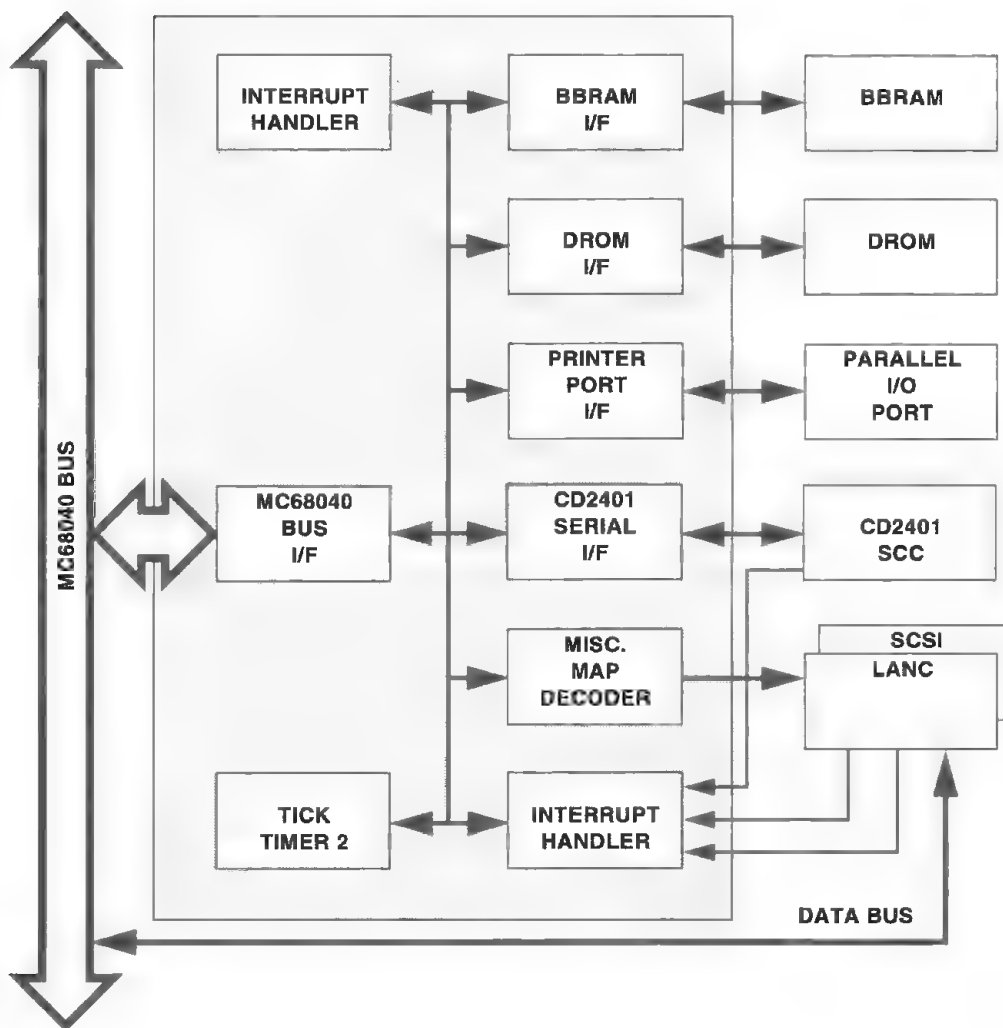 INTERRUPT
HANDLER
BBRAM
I/F
BBRAM
DROM
I/F
DROM
PRINTER
PORT
I/F
PARALLEL
I/O
PORT
MC68040 BUS
MC68040
BUS
I/F
CD2401
SERIAL
I/F
CD2401
SCC
MISC.
MAP
DECODER
SCSI
LANC
TICK
TIMER 2
INTERRUPT
HANDLER
DATA BUS